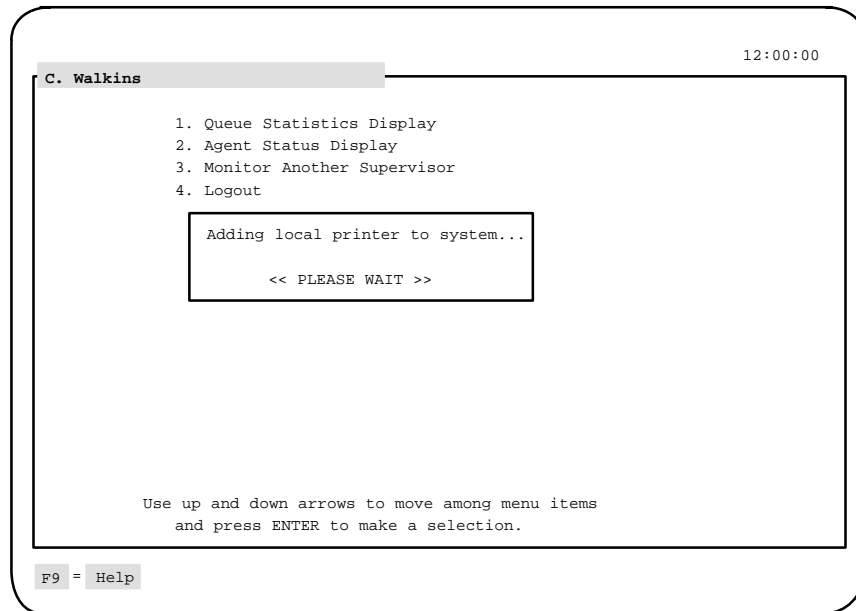 12:00:00
C. Walkins
1. Queue Statistics Display
2. Agent Status Display
3. Monitor Another Supervisor
4. Logout
Adding local printer to system...
<< PLEASE WAIT >>
Use up and down arrows to move among menu items
and press ENTER to make a selection.
F9 = Help